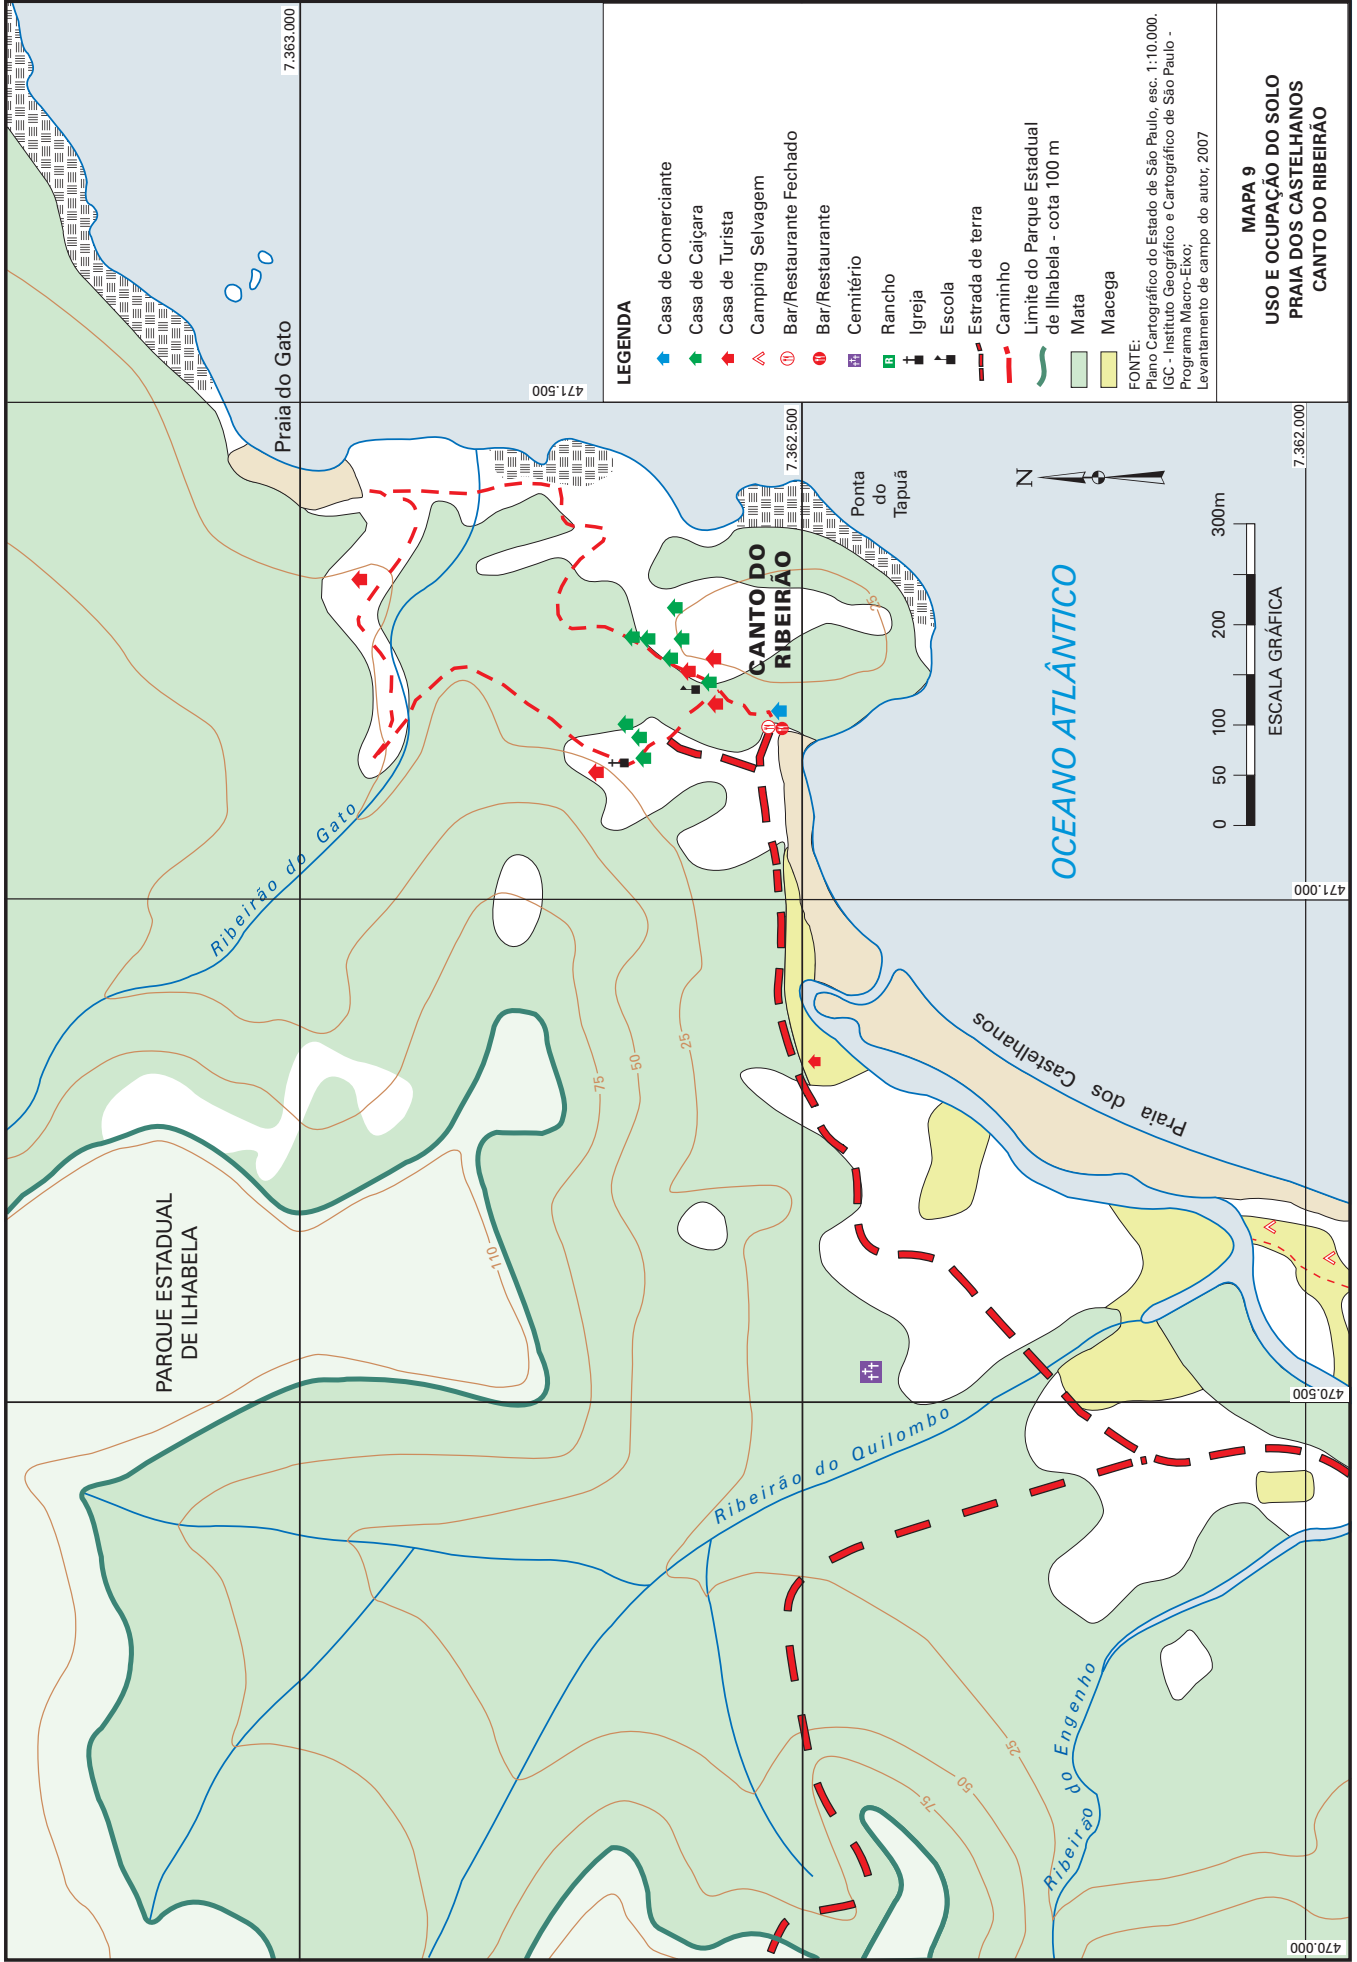 PARQUE ESTADUAL
DE ILHABELA
Ribeirão do Gato
Praia do Gato
7.363.000
471.500
110
75
50
25
CANTO DO
RIBEIRÃO
25
7.362.500
Ponta
do
Tapuã
Ribeirão do Quilombo
Praia dos Castelhanos
OCEANO ATLÂNTICO
N
0 50 100 200 300m
ESCALA GRÁFICA
75
50
25
Ribeirão do Engenho
470.000
470.500
471.000
7.362.000
LEGENDA
Casa de Comerciante
Casa de Caiçara
Casa de Turista
Camping Selvagem
Bar/Restaurante Fechado
Bar/Restaurante
Cemitério
R Rancho
Igreja
Escola
Estrada de terra
Caminho
Limite do Parque Estadual
de Ilhabela - cota 100 m
Mata
Macega
FONTE:
Plano Cartográfico do Estado de São Paulo, esc. 1:10.000.
IGC - Instituto Geográfico e Cartográfico de São Paulo -
Programa Macro-Eixo;
Levantamento de campo do autor, 2007
MAPA 9
USO E OCUPAÇÃO DO SOLO
PRAIA DOS CASTELHANOS
CANTO DO RIBEIRÃO